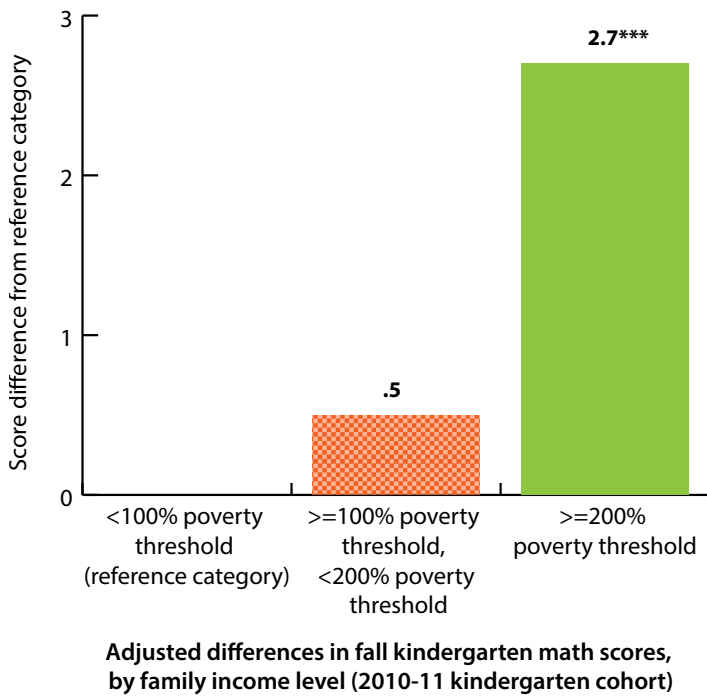 3
2.7***
2
Score difference from reference category
1
.5
0
<100% poverty
threshold
(reference category)
>=100% poverty
threshold,
<200% poverty
threshold
>=200%
poverty threshold
Adjusted differences in fall kindergarten math scores,
by family income level (2010-11 kindergarten cohort)